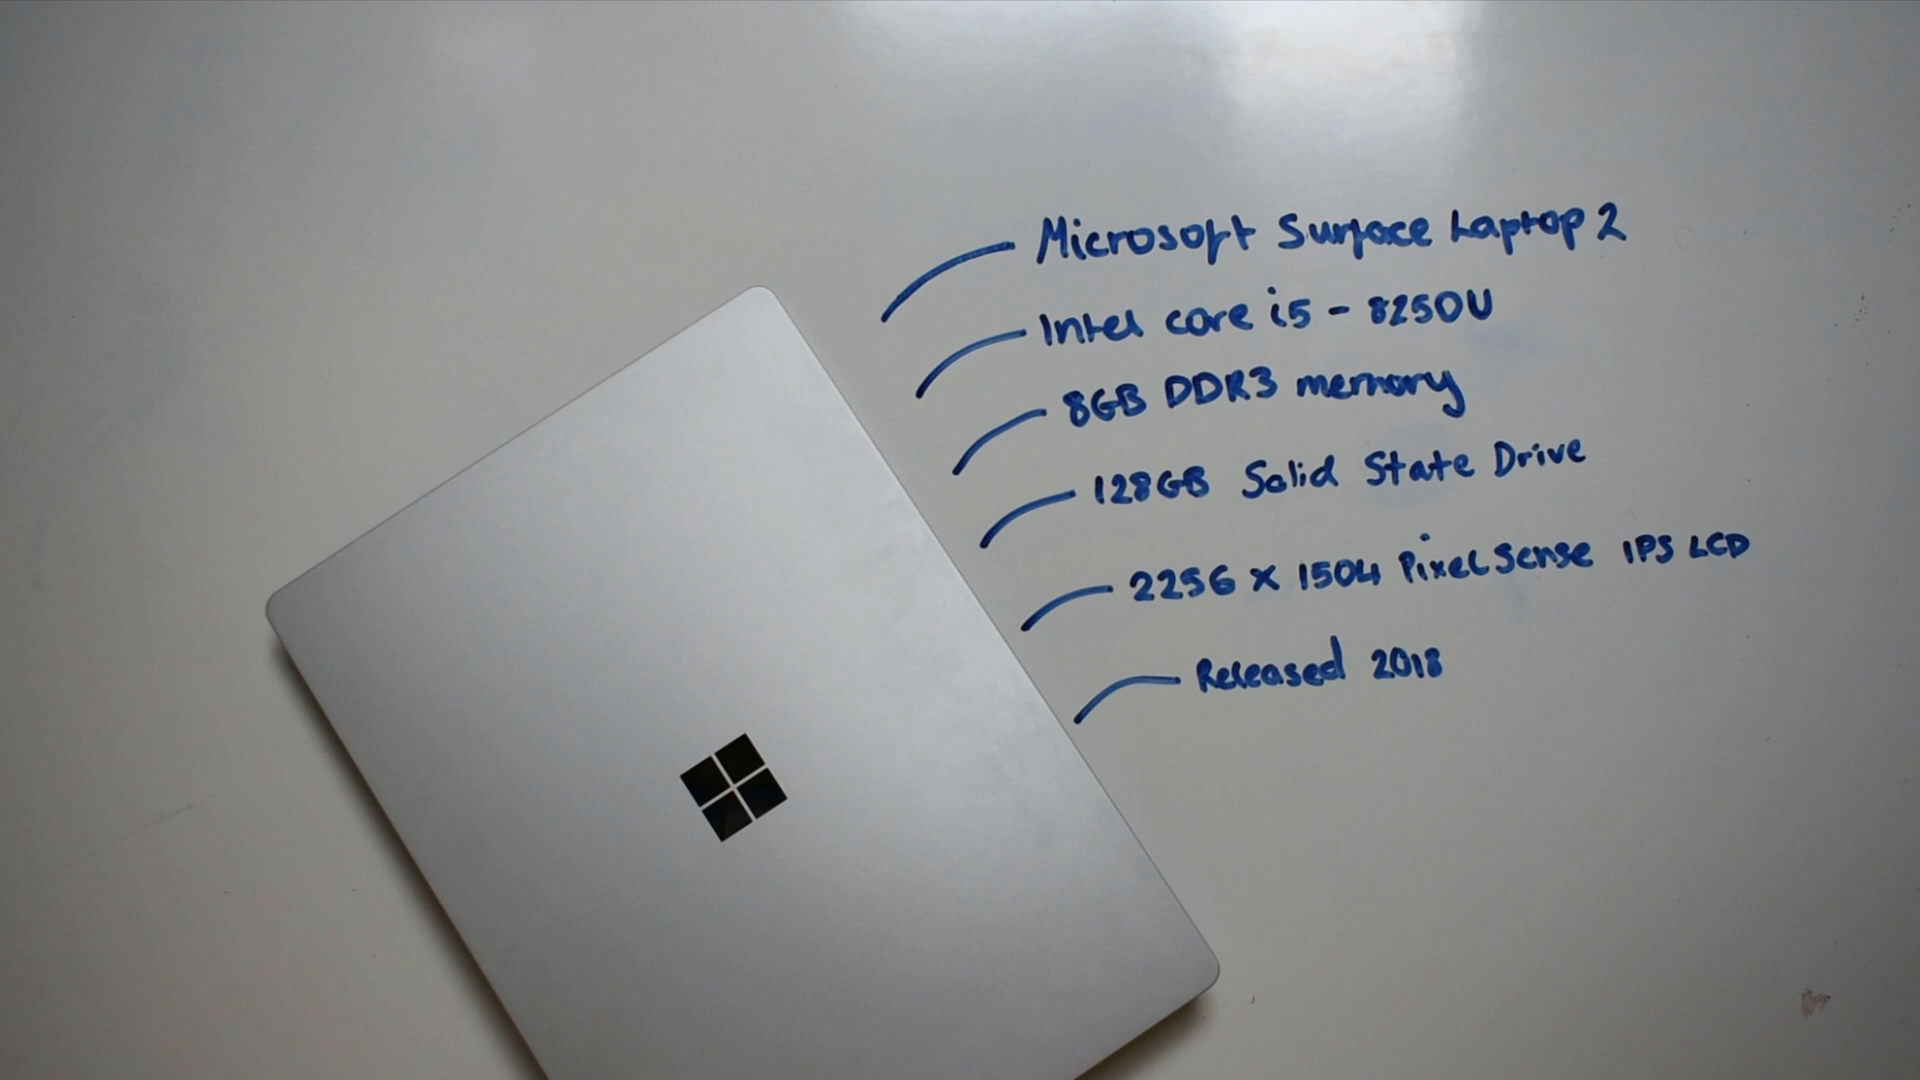 Microsoft Surface Laptop 2
Intel core i5 - 8250U
8GB DDR3 memory
128GB Solid State Drive
2256 x 1504 PixelSense IPS LCD
Released 2018